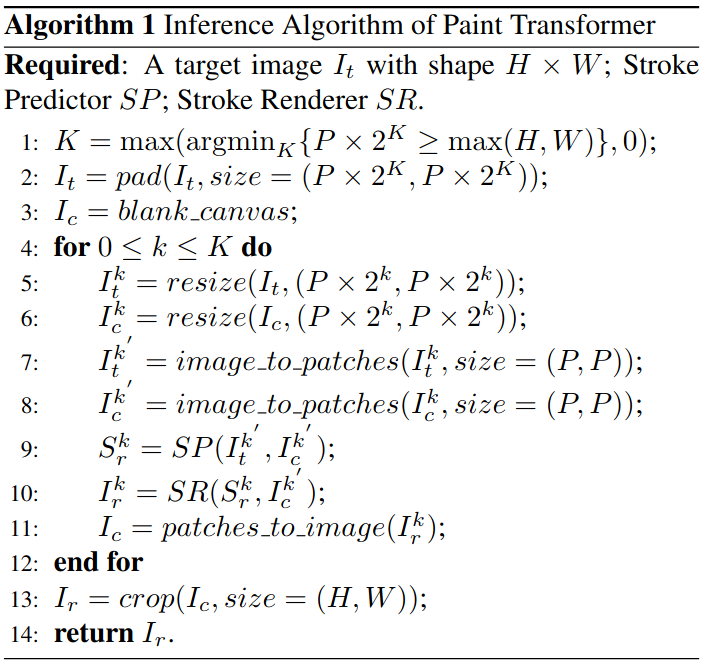 Algorithm 1 Inference Algorithm of Paint Transformer
Required: A target image $I_t$ with shape $H \times W$; Stroke
Predictor $SP$; Stroke Renderer $SR$.
1: $K = \max(\mathrm{argmin}_K\{P \times 2^K \geq \max(H, W)\}, 0);$
2: $I_t = pad(I_t, size = (P \times 2^K, P \times 2^K));$
3: $I_c = blank\_canvas;$
4: for $0 \leq k \leq K$ do
5: $I_t^k = resize(I_t, (P \times 2^k, P \times 2^k));$
6: $I_c^k = resize(I_c, (P \times 2^k, P \times 2^k));$
7: $I_t^{k'} = image\_to\_patches(I_t^k, size = (P, P));$
8: $I_c^{k'} = image\_to\_patches(I_c^k, size = (P, P));$
9: $S_r^k = SP(I_t^{k'}, I_c^{k'});$
10: $I_r^k = SR(S_r^k, I_c^{k'});$
11: $I_c = patches\_to\_image(I_r^k);$
12: end for
13: $I_r = crop(I_c, size = (H, W));$
14: return $I_r$.